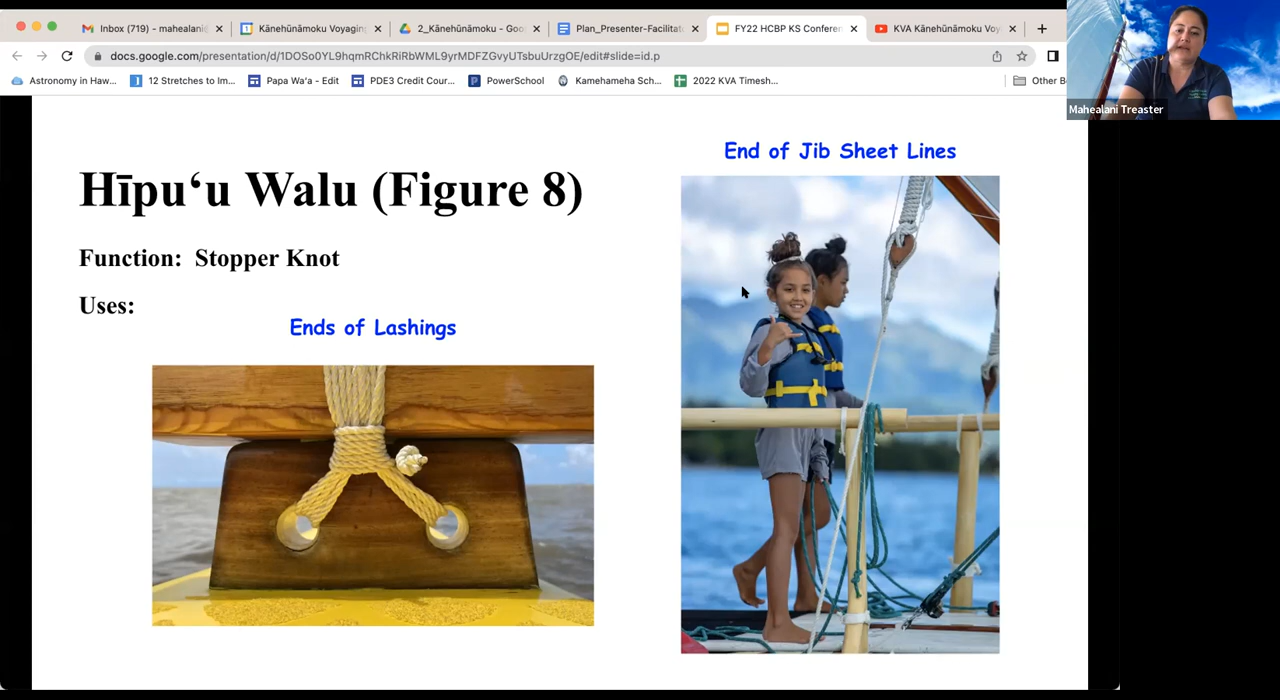 Inbox (719) - mahealani
Kānehūnāmoku Voyaging
2_Kānehūnāmoku - Goo
Plan_Presenter-Facilitato
FY22 HCBP KS Conferen
KVA Kānehūnāmoku Voy
docs.google.com/presentation/d/1DOSo0YL9hqmRChkRiRbWML9yrMDFZGvyUTsbuUrzgOE/edit#slide=id.p
Astronomy in Haw...
12 Stretches to Im...
Papa Wa'a - Edit
PDE3 Credit Cour...
PowerSchool
Kamehameha Sch...
2022 KVA Timesh...
Other B
Mahealani Treaster
Hīpuʻu Walu (Figure 8)
Function: Stopper Knot
Uses:
Ends of Lashings
End of Jib Sheet Lines